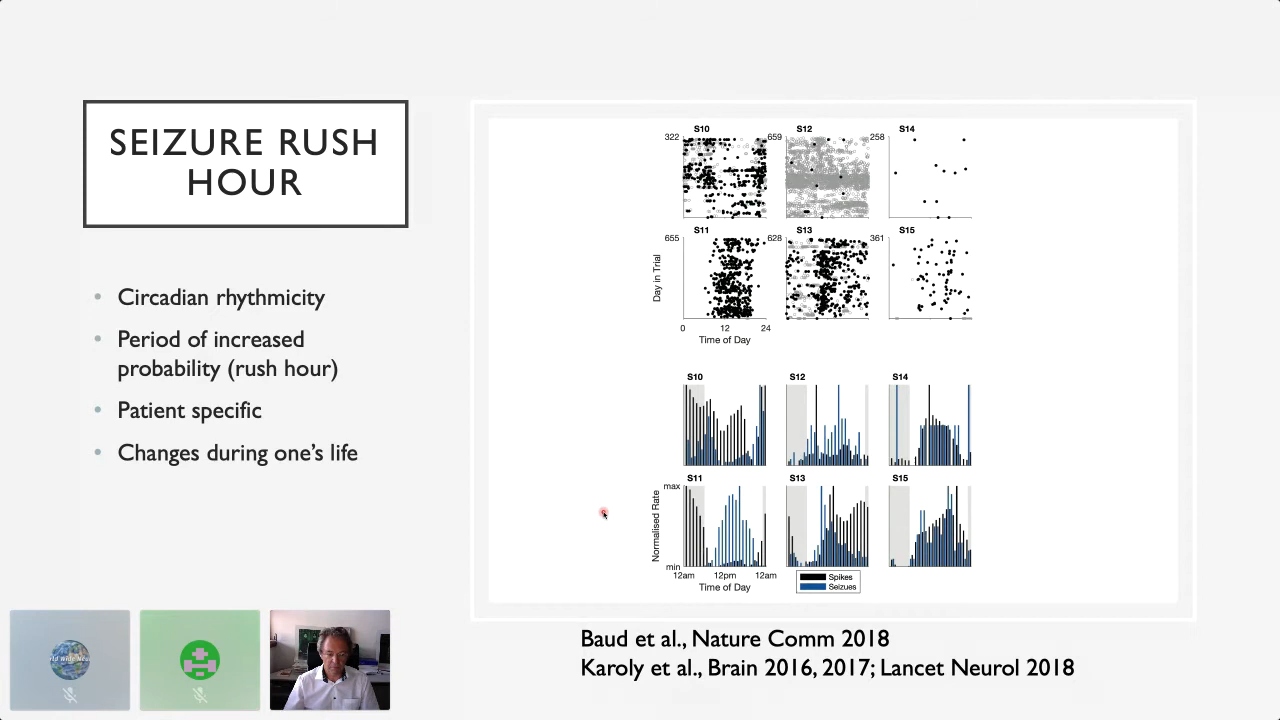 SEIZURE RUSH
HOUR
• Circadian rhythmicity
• Period of increased
probability (rush hour)
• Patient specific
• Changes during one's life
S10
S12
S14
322
659
258
S11
S13
S15
655
628
361
Day in Trial
0
12
24
Time of Day
S10
S12
S14
S11
S13
S15
max
Normalised Rate
min
12am
12pm
12am
Time of Day
Spikes
Seizues
Baud et al., Nature Comm 2018
Karoly et al., Brain 2016, 2017; Lancet Neurol 2018